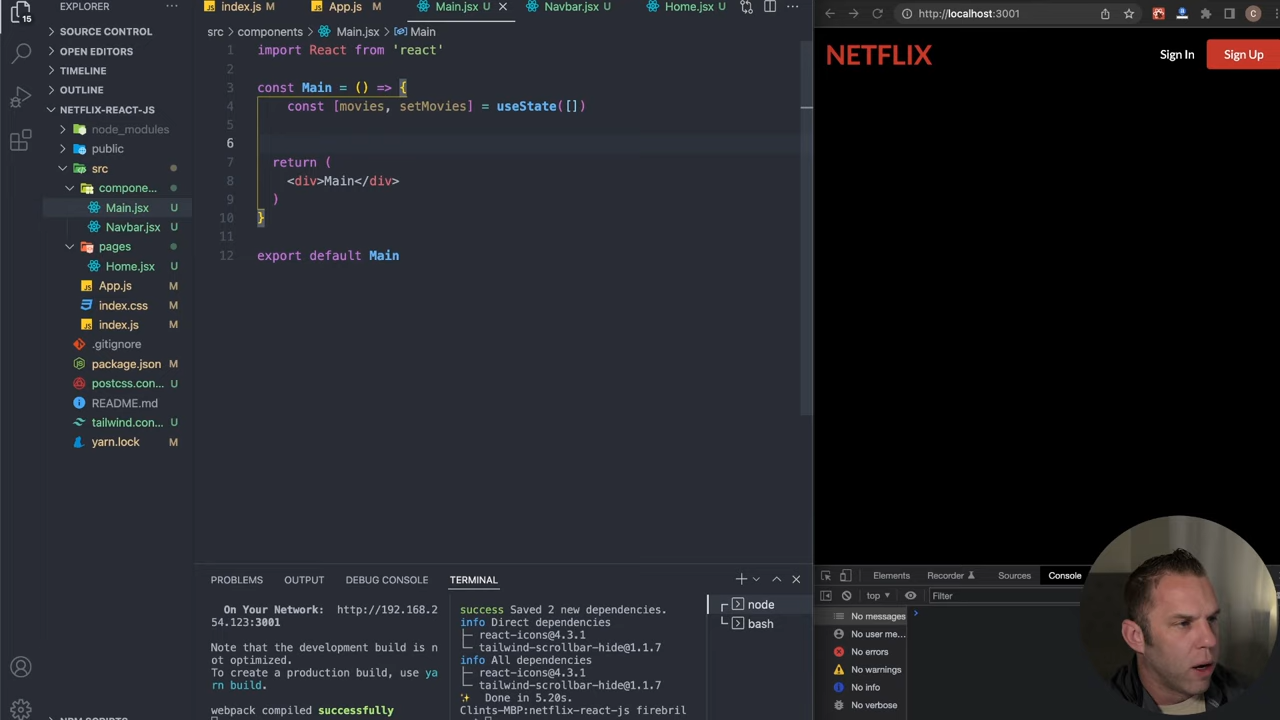 15
EXPLORER
SOURCE CONTROL
OPEN EDITORS
TIMELINE
OUTLINE
NETFLIX-REACT-JS
node_modules
public
src
compone...
Main.jsx U
Navbar.jsx U
pages
Home.jsx U
App.js M
index.css M
index.js M
.gitignore
package.json M
postcss.con... U
README.md
tailwind.con... U
yarn.lock M
index.js M
App.js M
Main.jsx U
Navbar.jsx U
Home.jsx U
src > components > Main.jsx > Main
1 import React from 'react'
2
3 const Main = () => {
4 const [movies, setMovies] = useState([])
5
6
7 return (
8 <div>Main</div>
9 )
10 }
11
12 export default Main
PROBLEMS OUTPUT DEBUG CONSOLE TERMINAL
On Your Network: http://192.168.2
54.123:3001
Note that the development build is n
ot optimized.
To create a production build, use ya
rn build.
webpack compiled successfully
success Saved 2 new dependencies.
info Direct dependencies
├─ react-icons@4.3.1
└─ tailwind-scrollbar-hide@1.1.7
info All dependencies
├─ react-icons@4.3.1
└─ tailwind-scrollbar-hide@1.1.7
Done in 5.20s.
Clints-MBP:netflix-react-js firebril
node
bash
http://localhost:3001
C
NETFLIX
Sign In
Sign Up
Elements Recorder Sources Console
top Filter
No messages
No user me...
No errors
No warnings
No info
No verbose